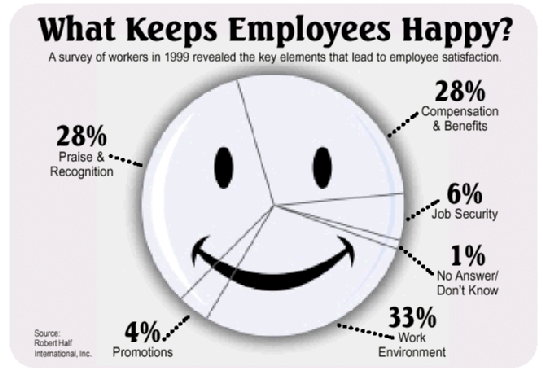 What Keeps Employees Happy?
A survey of workers in 1999 revealed the key elements that lead to employee satisfaction.
28%
Compensation
& Benefits
28%
Praise &
Recognition
6%
Job Security
1%
No Answer/
Don't Know
33%
Work
Environment
4%
Promotions
Source:
Robert Half
International, Inc.